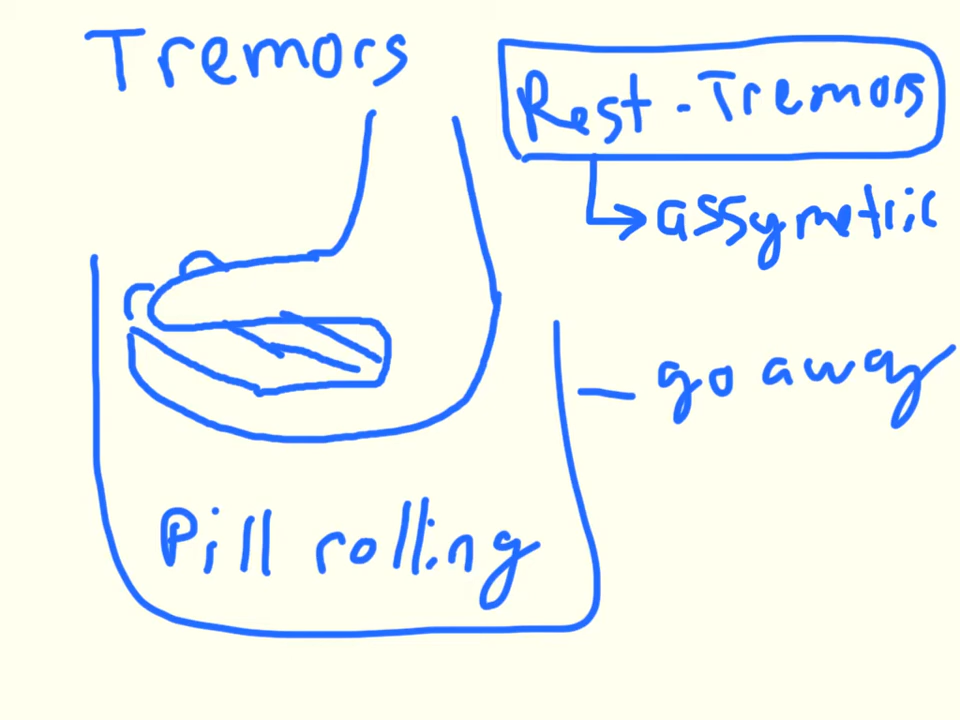 Tremors
Rest-Tremors
assymetric
go away
Pill rolling